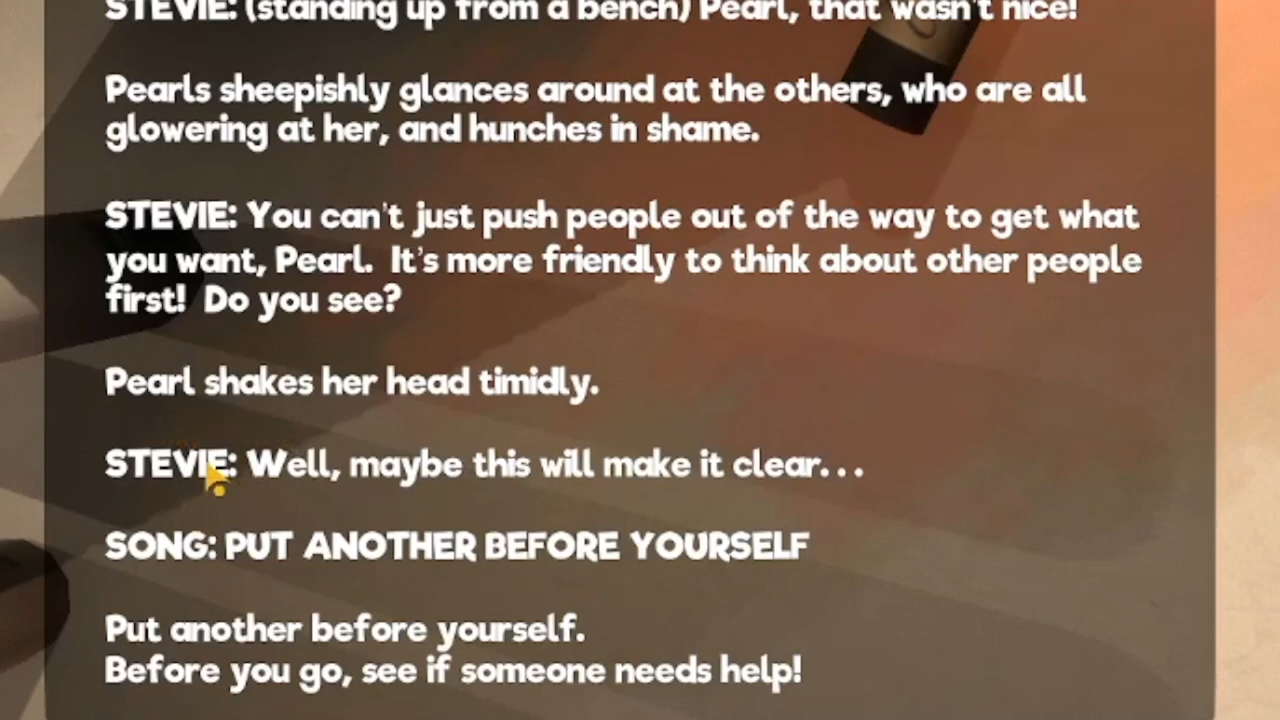 STEVIE: (standing up from a bench) Pearl, that wasn't nice!
Pearls sheepishly glances around at the others, who are all
glowering at her, and hunches in shame.
STEVIE: You can't just push people out of the way to get what
you want, Pearl.  It's more friendly to think about other people
first!  Do you see?
Pearl shakes her head timidly.
STEVIE: Well, maybe this will make it clear. . .
SONG: PUT ANOTHER BEFORE YOURSELF
Put another before yourself.
Before you go, see if someone needs help!